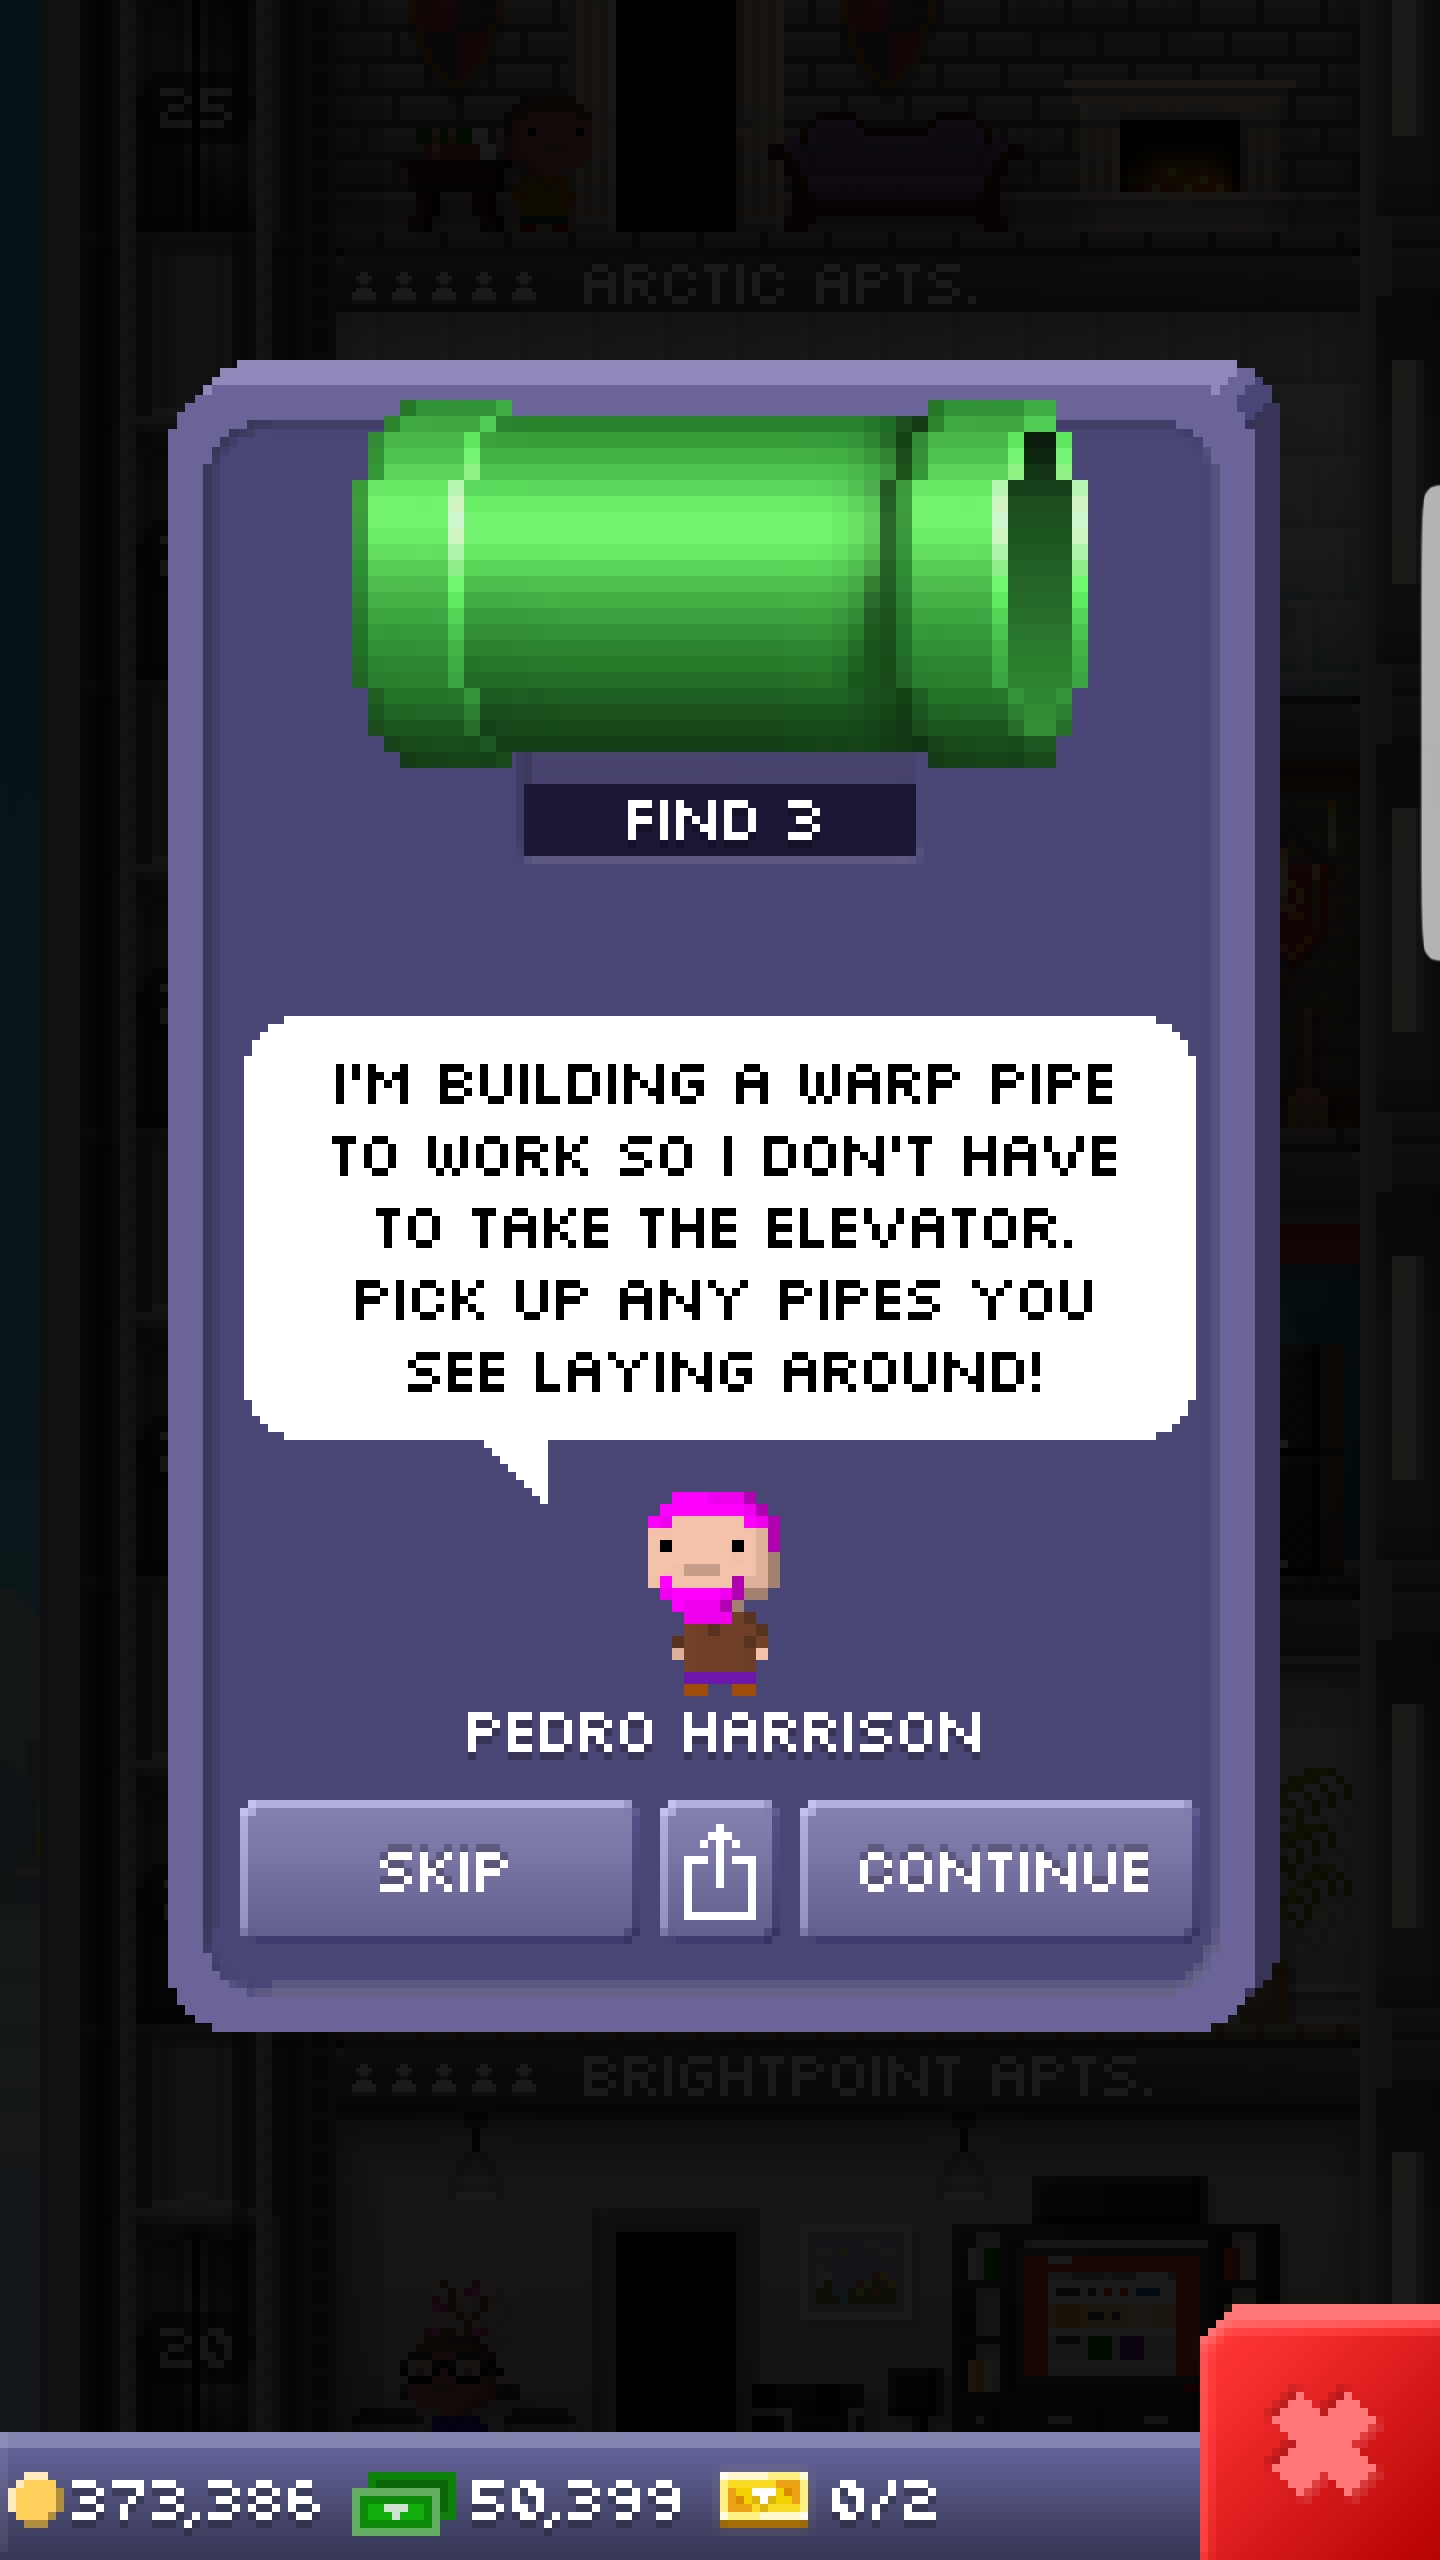 25
ARCTIC APTS.
FIND 3
I'M BUILDING A WARP PIPE
TO WORK SO I DON'T HAVE
TO TAKE THE ELEVATOR.
PICK UP ANY PIPES YOU
SEE LAYING AROUND!
PEDRO HARRISON
SKIP
CONTINUE
BRIGHTPOINT APTS.
20
373,386
50,399
0/2